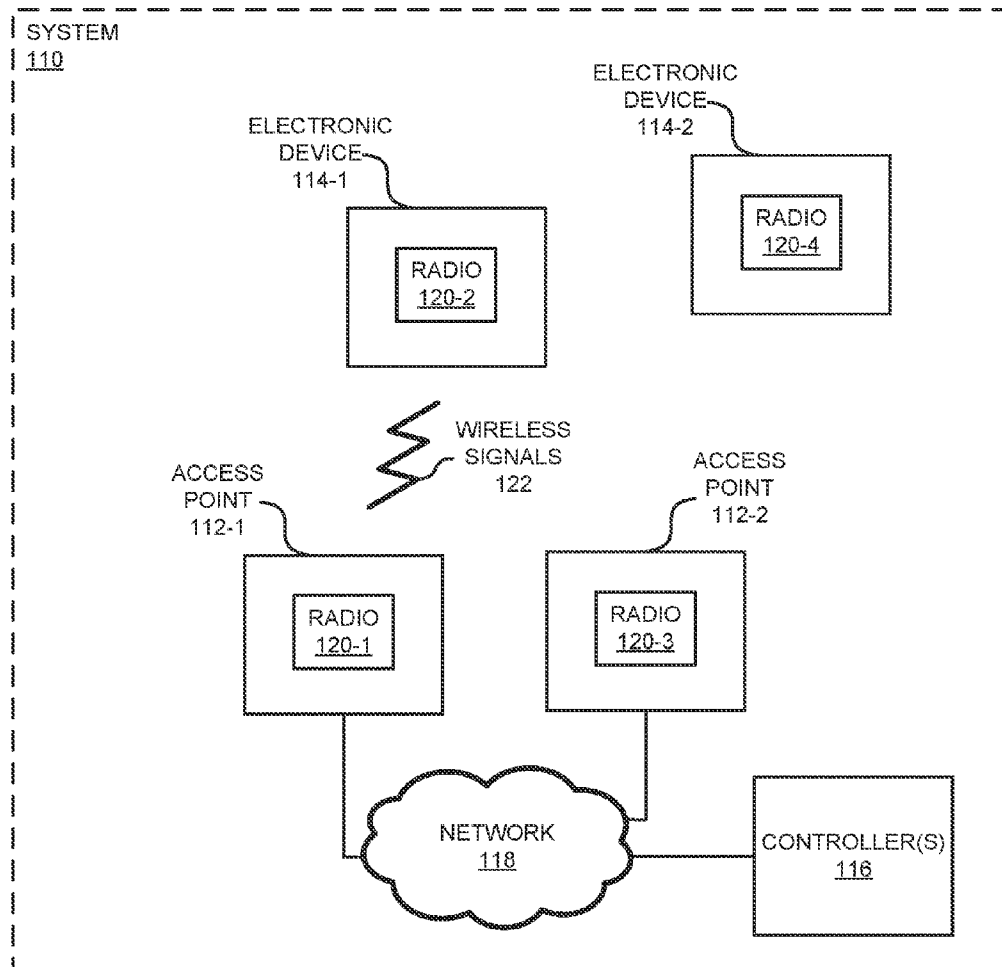 SYSTEM
110
ELECTRONIC
DEVICE
114-2
ELECTRONIC
DEVICE
114-1
RADIO
120-4
RADIO
120-2
WIRELESS
SIGNALS
122
ACCESS
POINT
112-1
ACCESS
POINT
112-2
RADIO
120-1
RADIO
120-3
NETWORK
118
CONTROLLER(S)
116